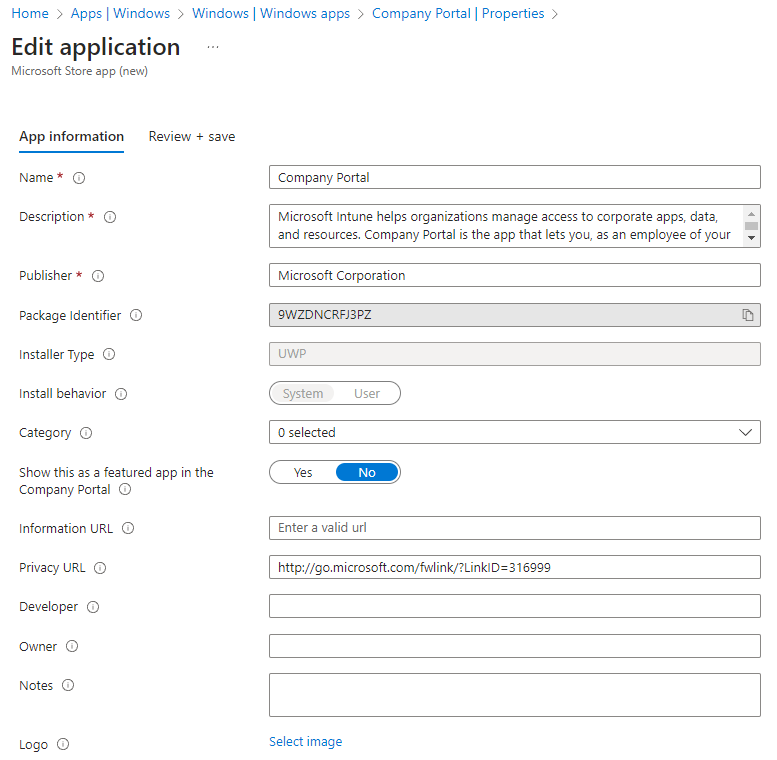 Home > Apps | Windows > Windows | Windows apps > Company Portal | Properties >
Edit application ...
Microsoft Store app (new)
App information Review + save
Name * Company Portal
Description * Microsoft Intune helps organizations manage access to corporate apps, data,
and resources. Company Portal is the app that lets you, as an employee of your
Publisher * Microsoft Corporation
Package Identifier 9WZDNCRFJ3PZ
Installer Type UWP
Install behavior System User
Category 0 selected
Show this as a featured app in the
Company Portal Yes No
Information URL Enter a valid url
Privacy URL http://go.microsoft.com/fwlink/?LinkID=316999
Developer
Owner
Notes
Logo Select image